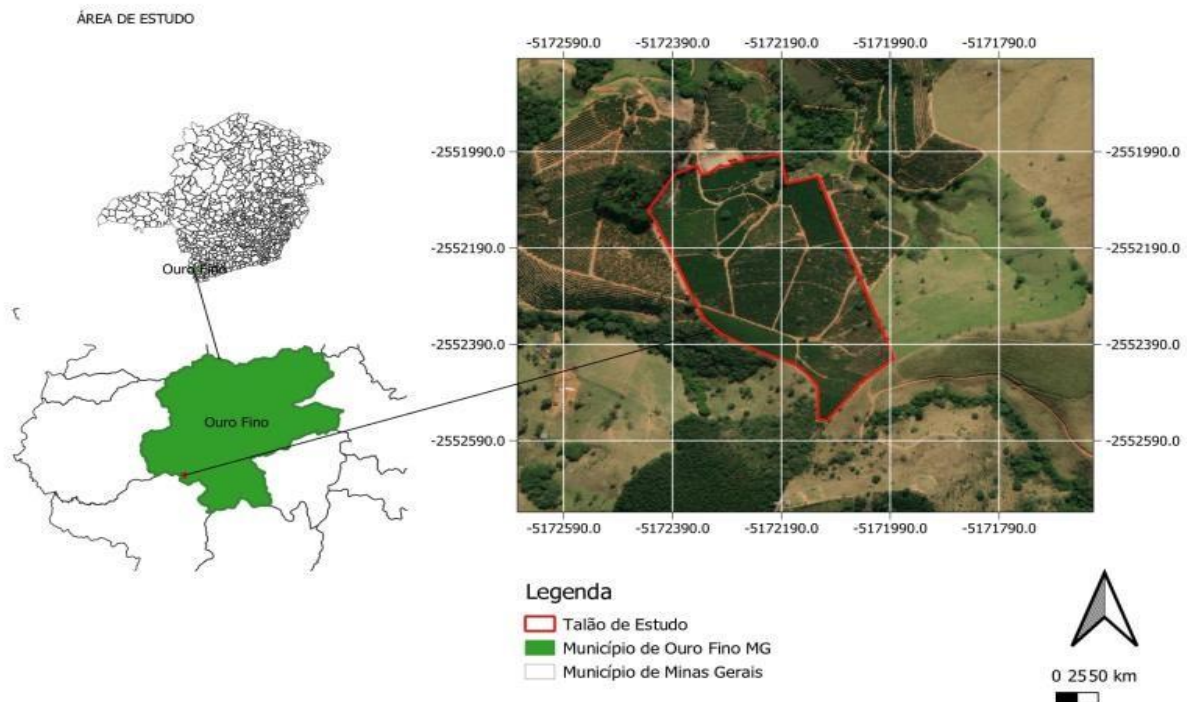 ÁREA DE ESTUDO
-5172590.0 -5172390.0 -5172190.0 -5171990.0 -5171790.0
-2551990.0 -2551990.0
-2552190.0 -2552190.0
Ouro Fino
-2552390.0 -2552390.0
Ouro Fino
-2552590.0 -2552590.0
-5172590.0 -5172390.0 -5172190.0 -5171990.0 -5171790.0
Legenda
Talão de Estudo
Município de Ouro Fino MG
Município de Minas Gerais
0 2550 km